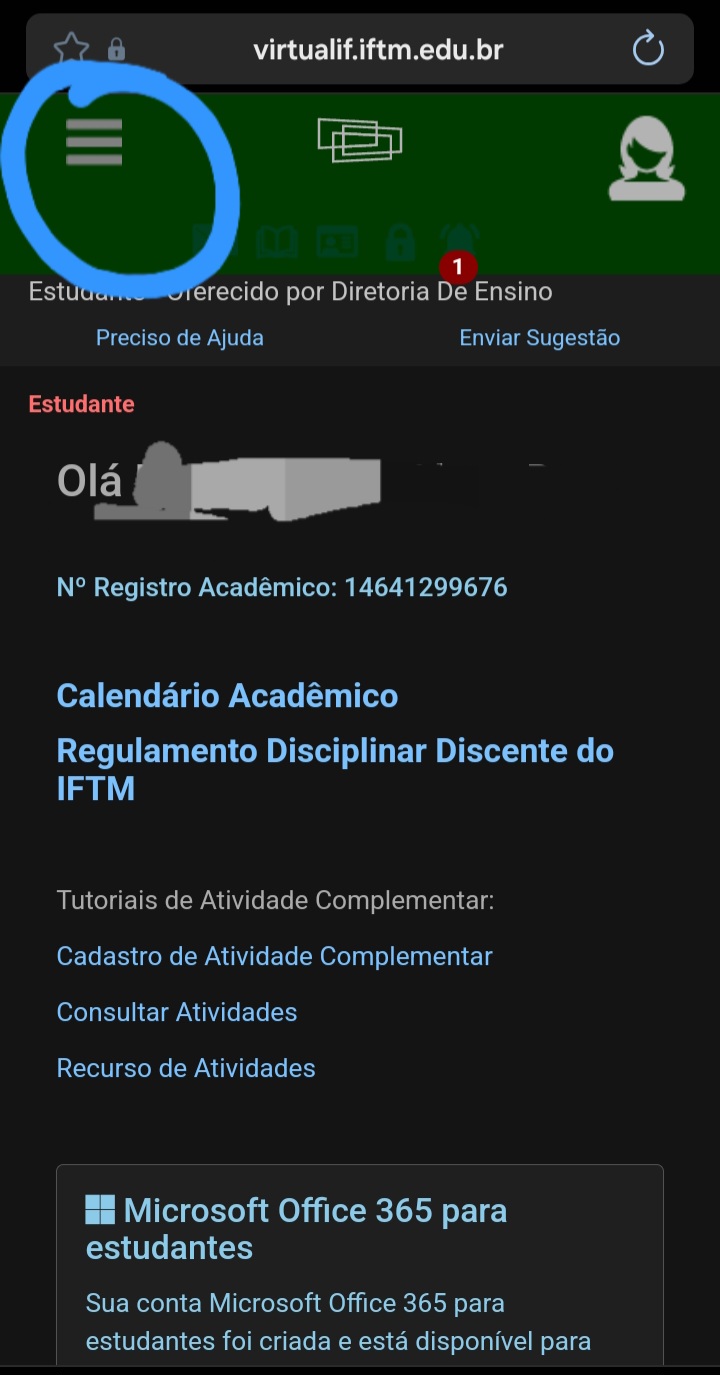 virtualif.iftm.edu.br
1
Estudante Oferecido por Diretoria De Ensino
Preciso de Ajuda
Enviar Sugestão
Estudante
Olá
Nº Registro Acadêmico: 14641299676
Calendário Acadêmico
Regulamento Disciplinar Discente do
IFTM
Tutoriais de Atividade Complementar:
Cadastro de Atividade Complementar
Consultar Atividades
Recurso de Atividades
Microsoft Office 365 para
estudantes
Sua conta Microsoft Office 365 para
estudantes foi criada e está disponível para